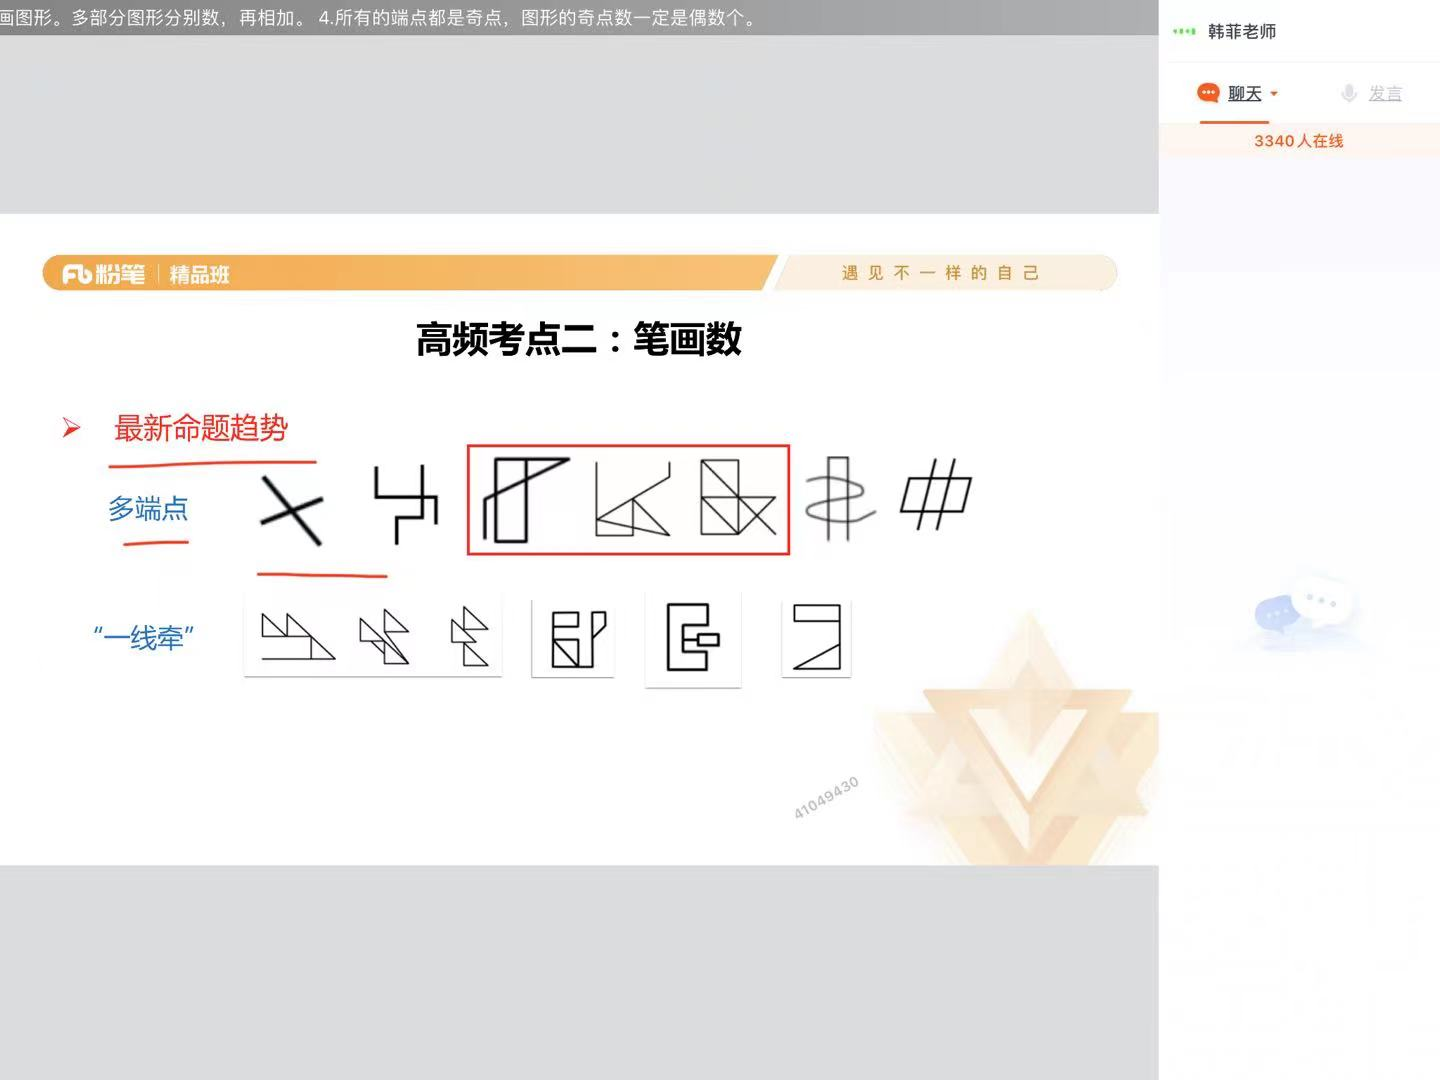 画图形。多部分图形分别数，再相加。 4.所有的端点都是奇点，图形的奇点数一定是偶数个。
韩菲老师
聊天
发言
3340人在线
粉笔 精品班
遇见不一样的自己
高频考点二：笔画数
最新命题趋势
多端点
“一线牵”
41049430